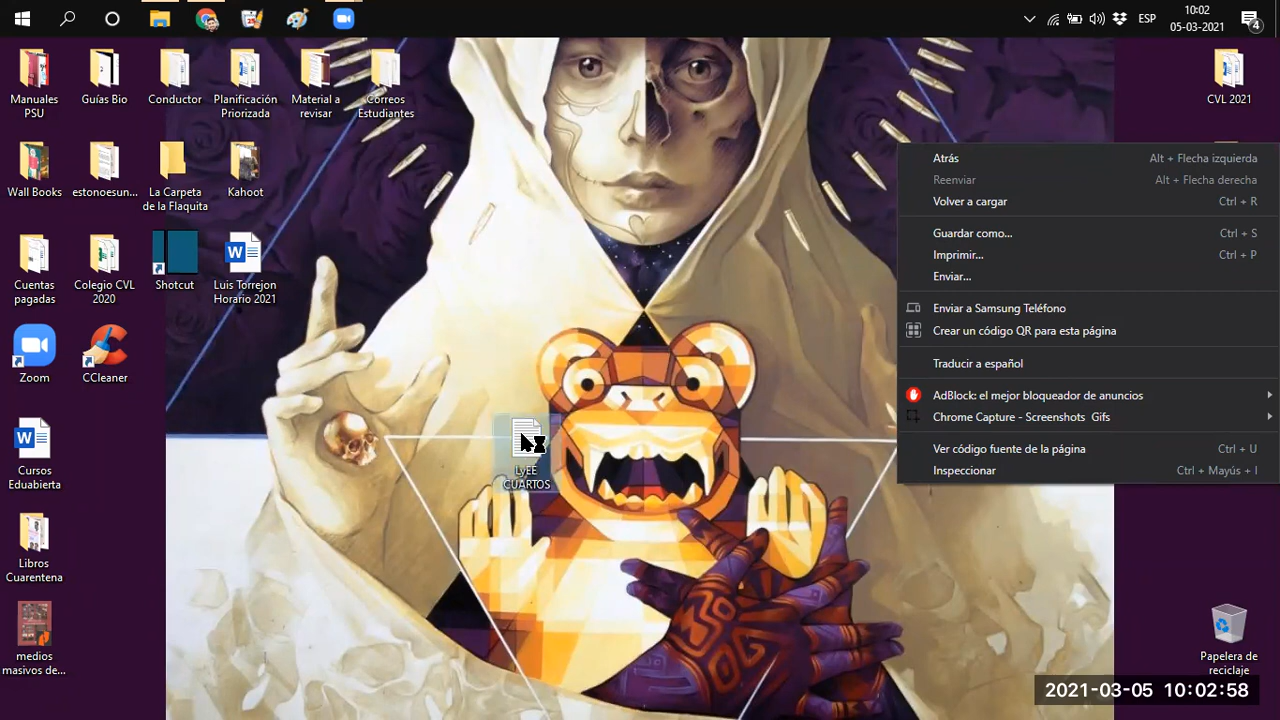 ESP
10:02
05-03-2021
4
Manuales
PSU
Guías Bio
Conductor
Planificación
Priorizada
Material a
revisar
Correos
Estudiantes
CVL 2021
Wall Books
estonoesun...
La Carpeta
de la Flaquita
Kahoot
Cuentas
pagadas
Colegio CVL
2020
Shotcut
Luis Torrejon
Horario 2021
Zoom
CCleaner
Cursos
Eduabierta
LyEE
CUARTOS
Libros
Cuarentena
medios
masivos de...
Atrás Alt + Flecha izquierda
Reenviar Alt + Flecha derecha
Volver a cargar Ctrl + R
Guardar como... Ctrl + S
Imprimir... Ctrl + P
Enviar...
Enviar a Samsung Teléfono
Crear un código QR para esta página
Traducir a español
AdBlock: el mejor bloqueador de anuncios
Chrome Capture - Screenshots Gifs
Ver código fuente de la página Ctrl + U
Inspeccionar Ctrl + Mayús + I
Papelera de
reciclaje
2021-03-05 10:02:58